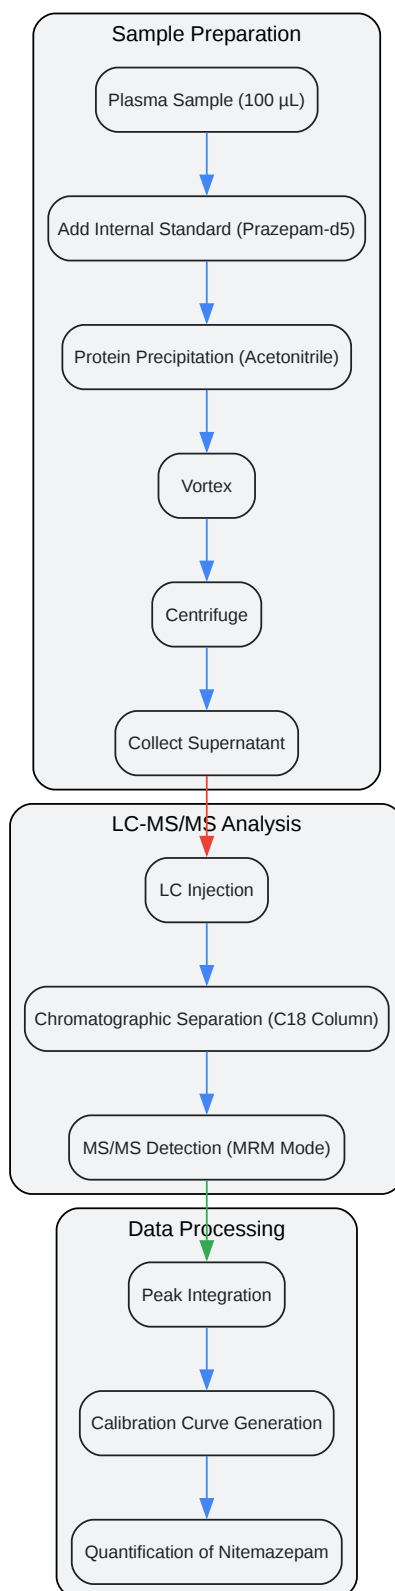 Sample Preparation
Plasma Sample (100 µL)
Add Internal Standard (Prazepam-d5)
Protein Precipitation (Acetonitrile)
Vortex
Centrifuge
Collect Supernatant
LC-MS/MS Analysis
LC Injection
Chromatographic Separation (C18 Column)
MS/MS Detection (MRM Mode)
Data Processing
Peak Integration
Calibration Curve Generation
Quantification of Nitemazepam